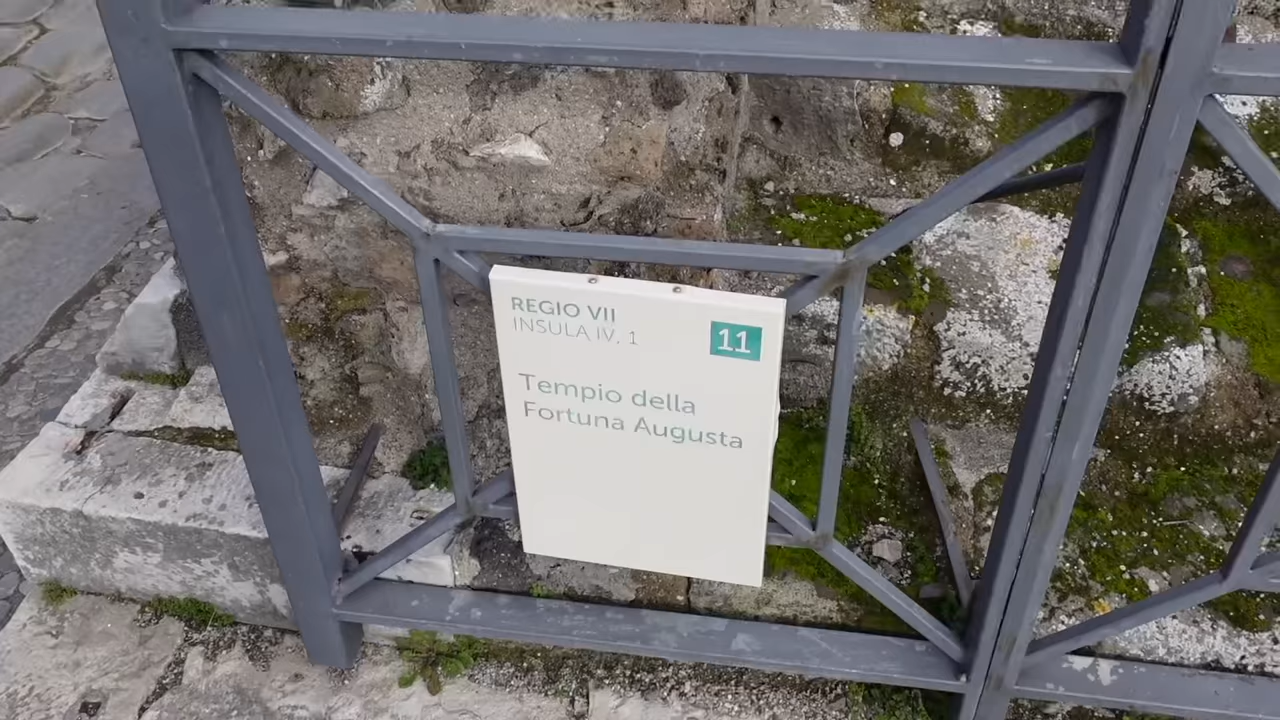 REGIO VII
INSULA IV, 1
11
Tempio della
Fortuna Augusta